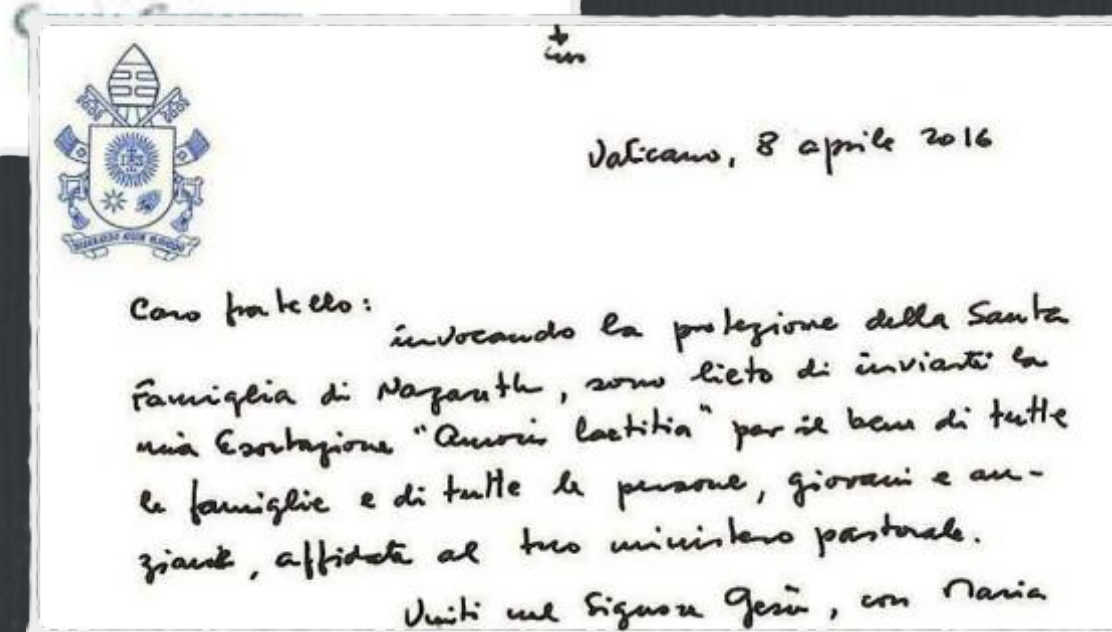 Vaticano, 8 aprile 2016
Caro fratello:
invocando la protezione della Santa
Famiglia di Nazareth, sono lieto di inviarti la
mia Esortazione "Amoris laetitia" per il bene di tutte
le famiglie e di tutte le persone, giovani e an-
ziane, affidate al tuo ministero pastorale.
Uniti nel Signore Gesù, con Maria